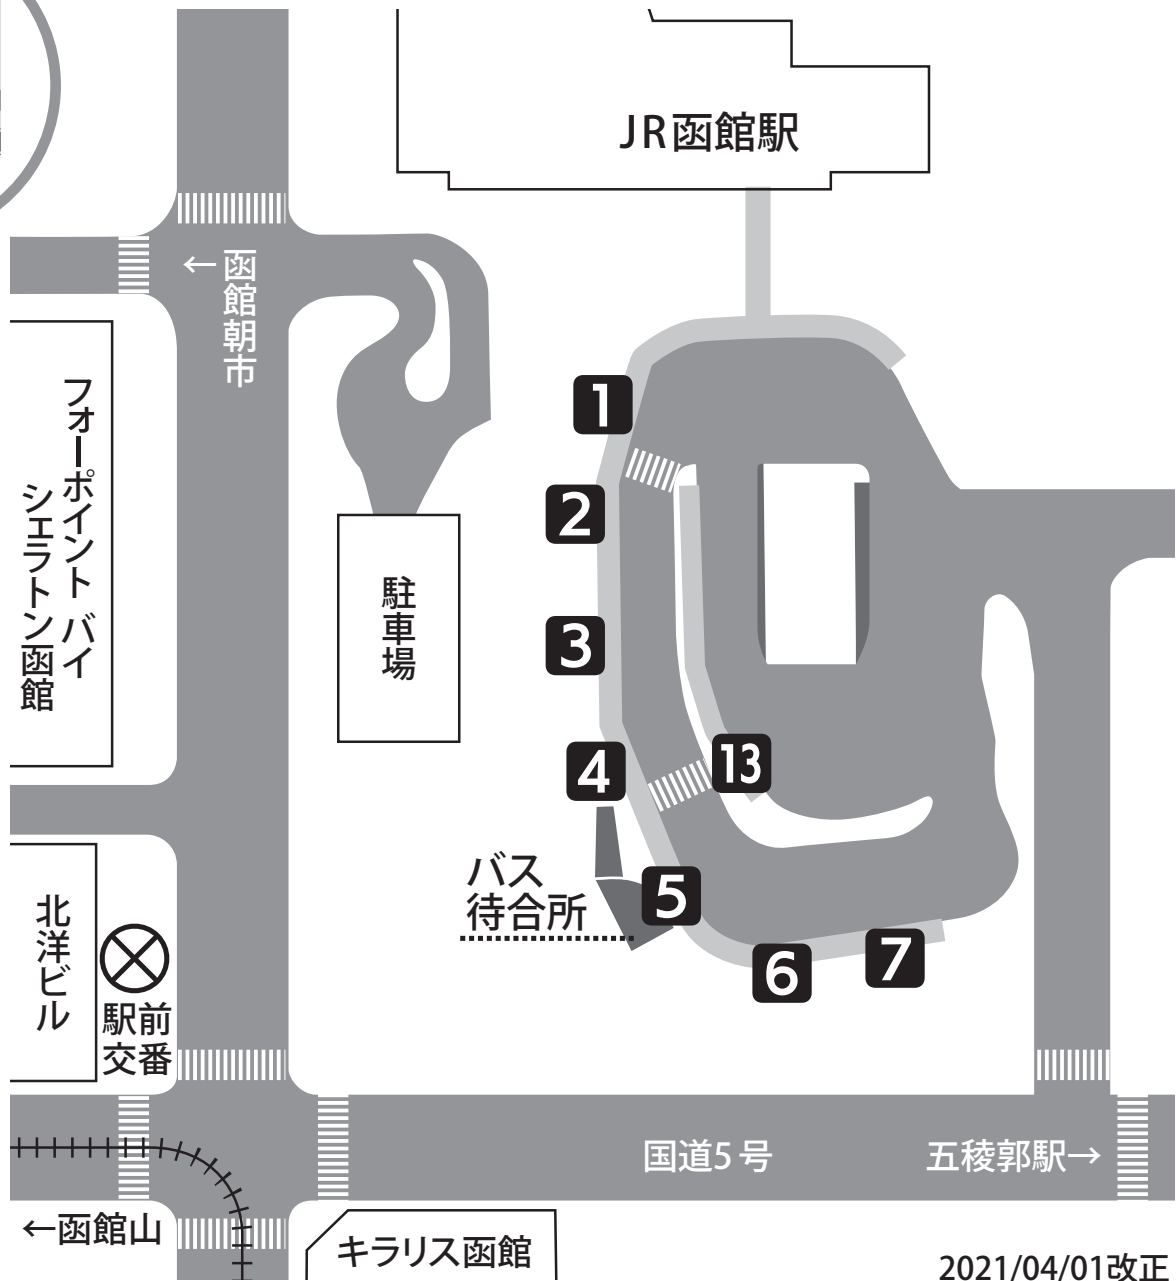 JR函館駅
←函館朝市
1
フォーポイント バイ
シェラトン函館
2
駐車場
3
4
13
バス
待合所
5
北洋ビル
6
7
駅前
交番
国道5号
五稜郭駅→
←函館山
キラリス函館
2021/04/01改正